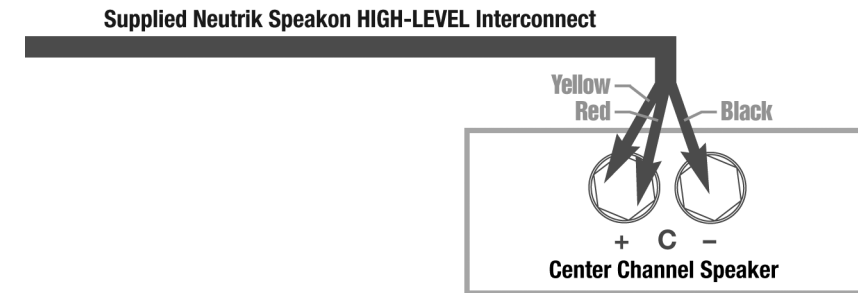 Supplied Neutrik Speakon HIGH-LEVEL Interconnect
Yellow
Red
Black
+ C −
Center Channel Speaker